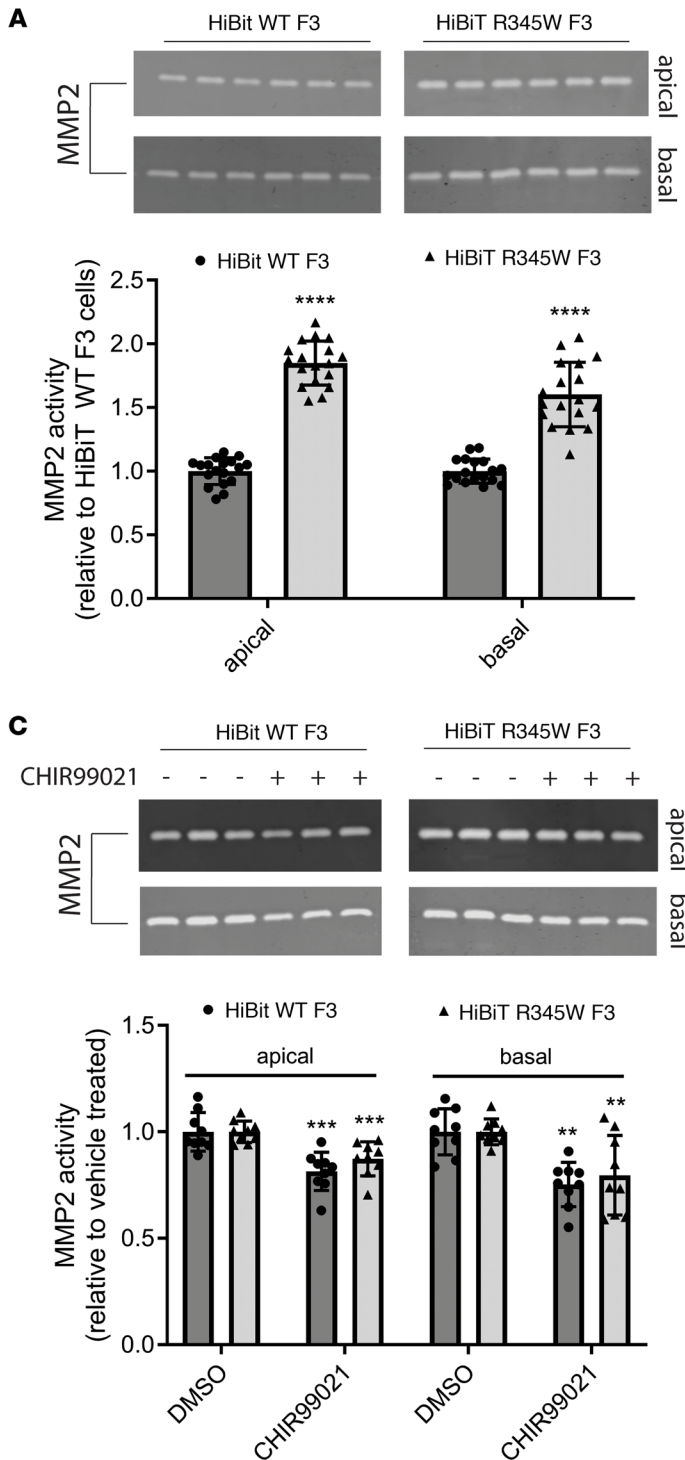 A
HiBit WT F3 HiBiT R345W F3
MMP2
apical
basal
HiBit WT F3 HiBiT R345W F3
MMP2 activity
(relative to HiBiT WT F3 cells)
2.5
2.0
1.5
1.0
0.5
0.0
**** ****
apical basal
C
HiBit WT F3 HiBiT R345W F3
CHIR99021 - - - + + + - - - + + +
MMP2
apical
basal
HiBit WT F3 HiBiT R345W F3
MMP2 activity
(relative to vehicle treated)
1.5
1.0
0.5
0.0
apical basal
*** *** ** **
DMSO CHIR99021 DMSO CHIR99021